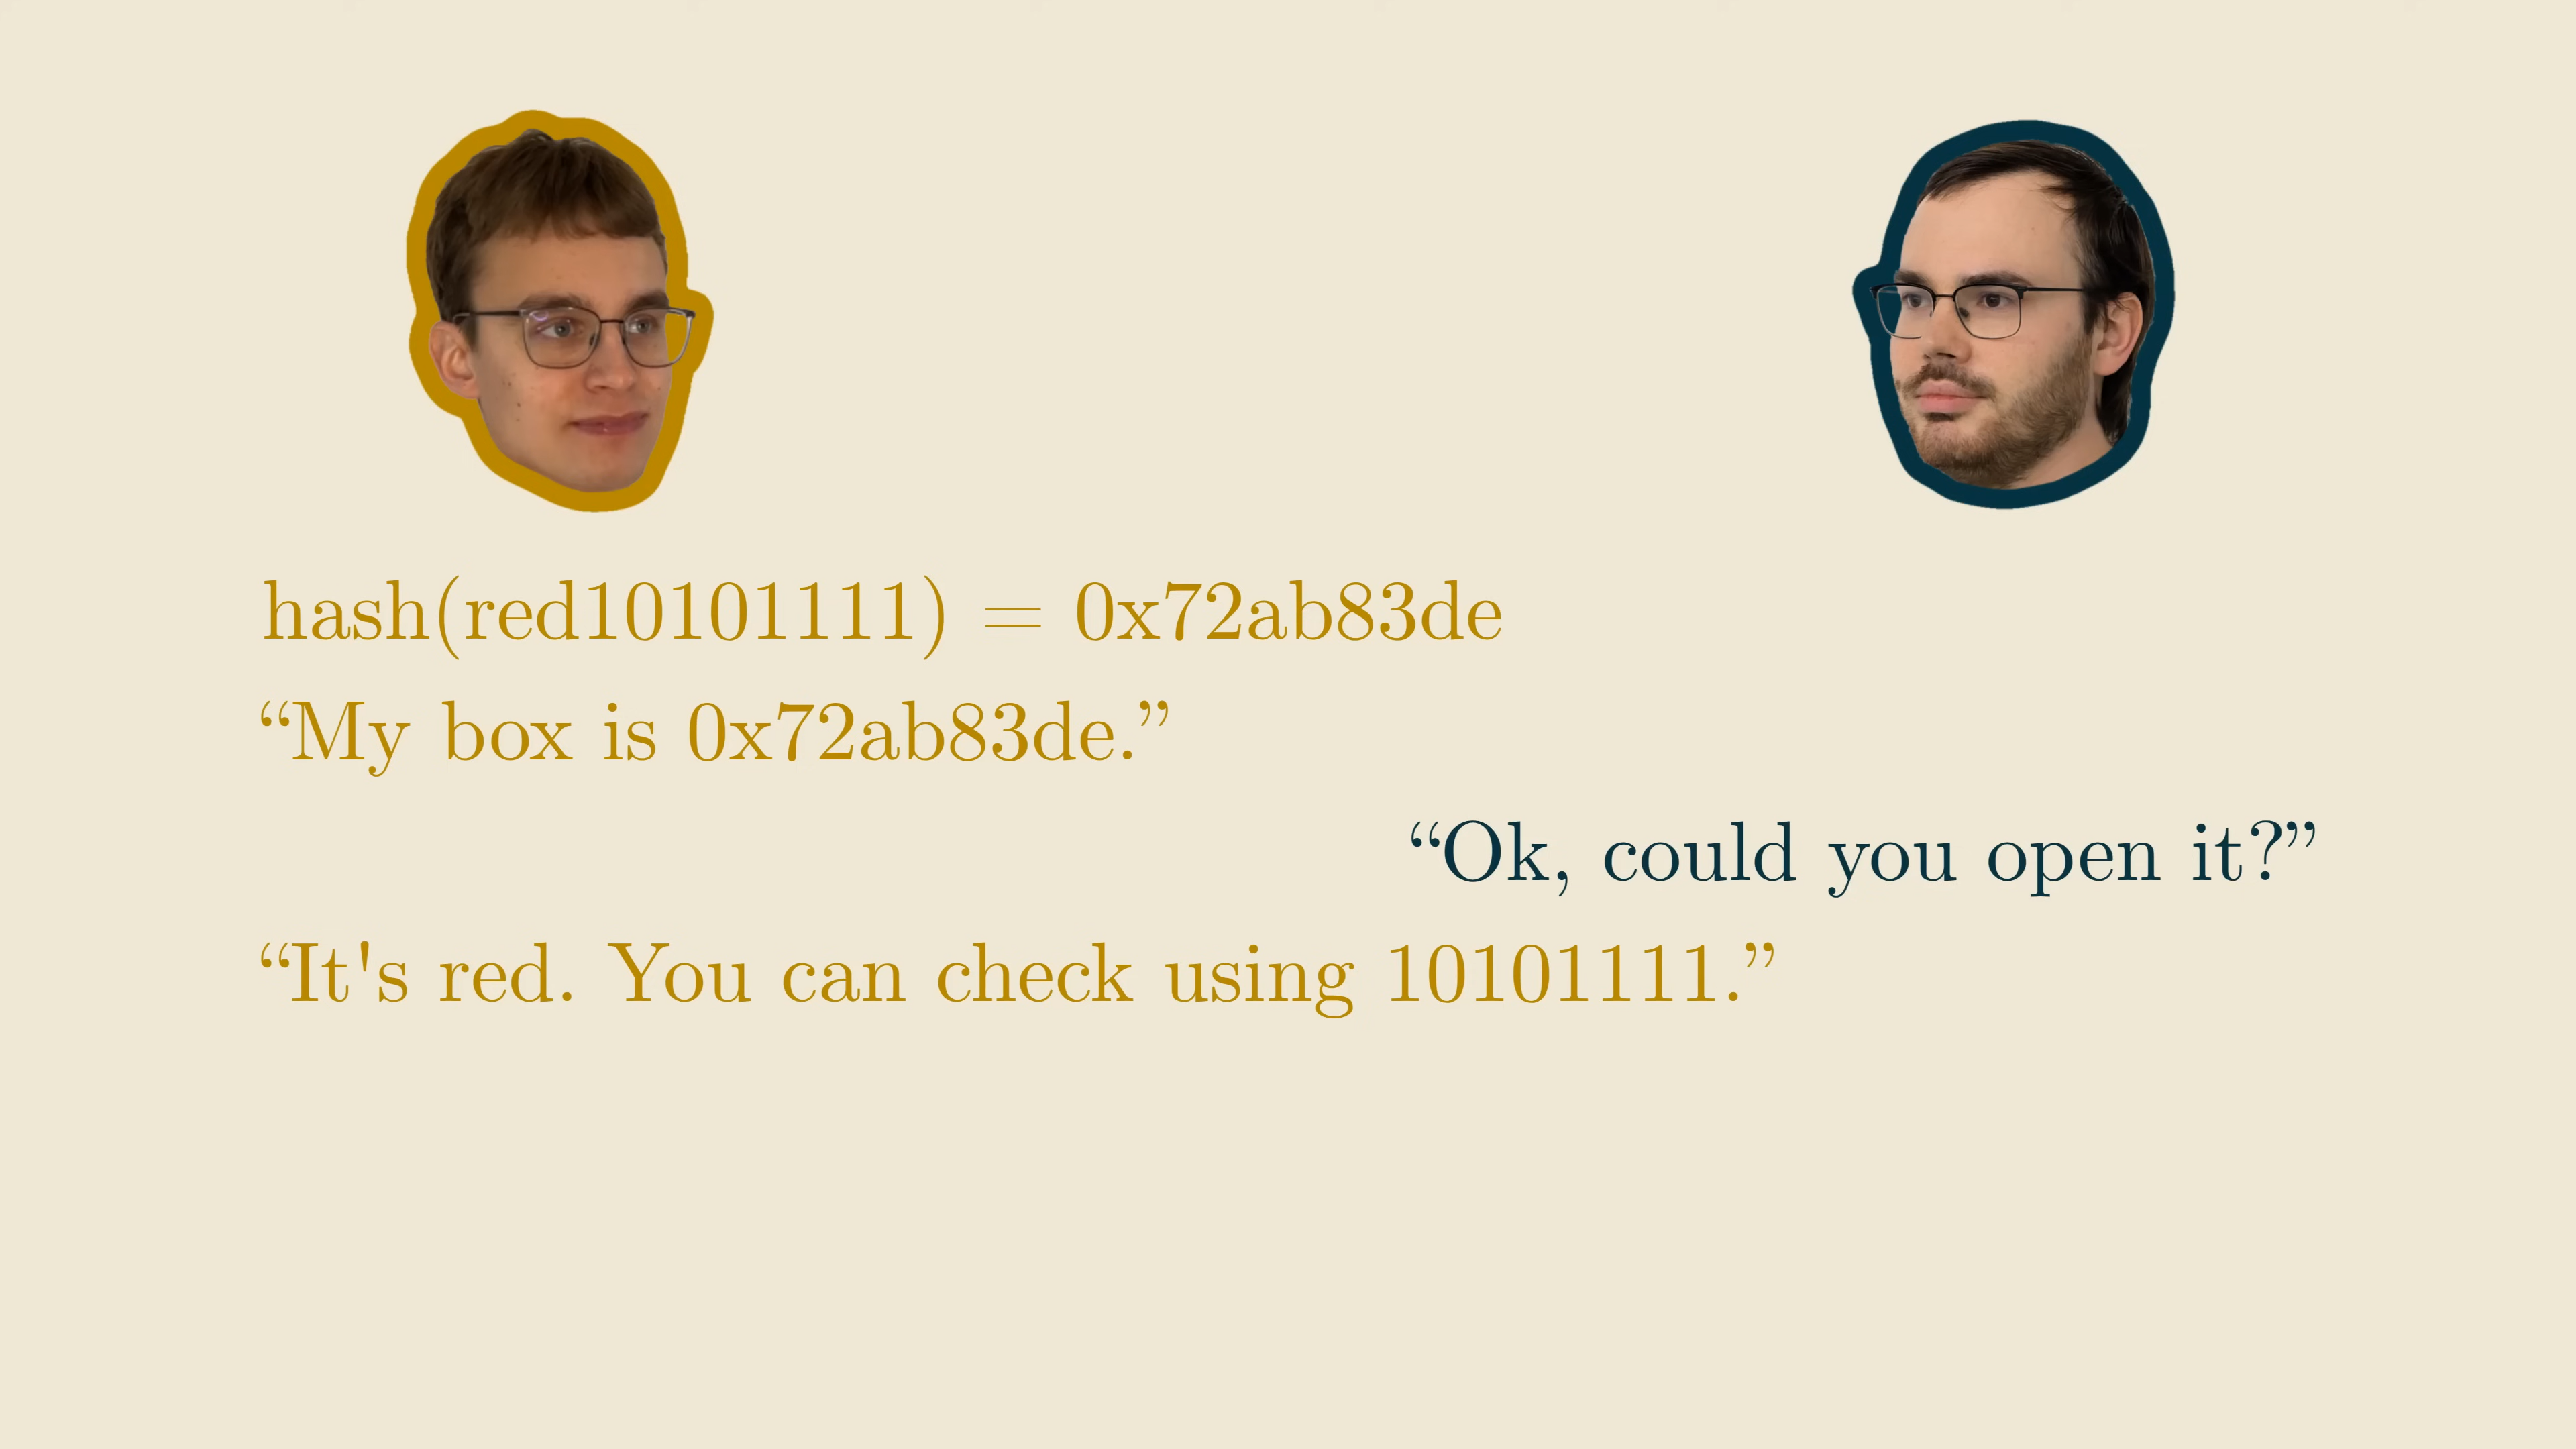 hash(red10101111) = 0x72ab83de
“My box is 0x72ab83de.”
“Ok, could you open it?”
“It's red. You can check using 10101111.”